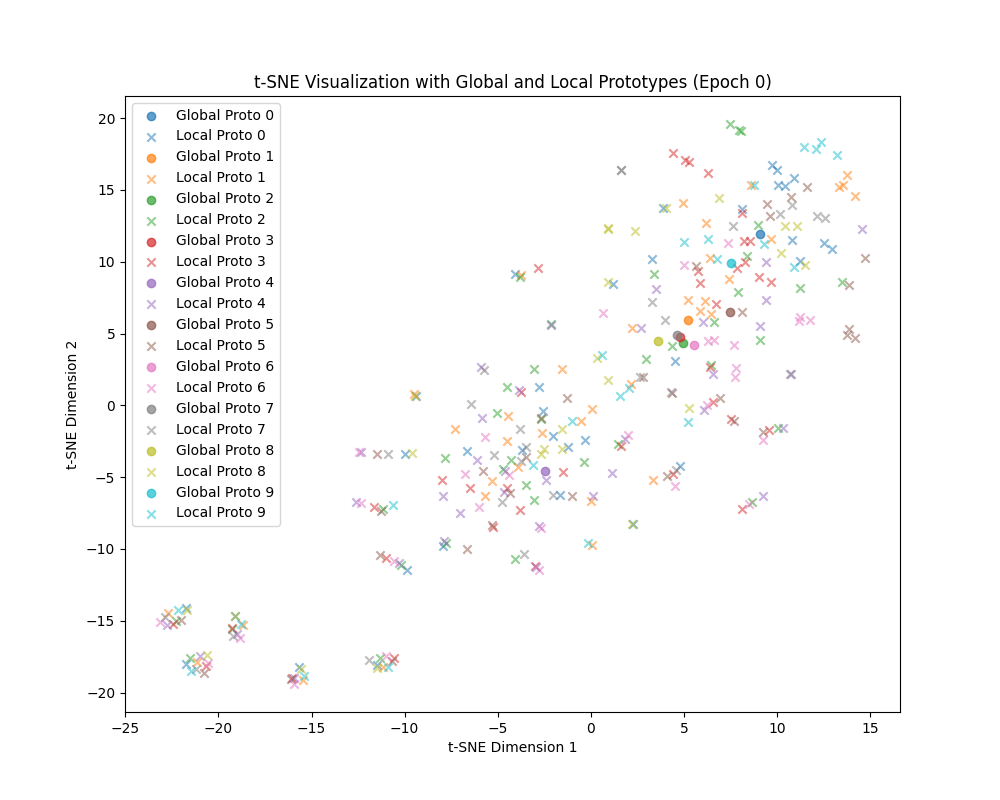 t-SNE Visualization with Global and Local Prototypes (Epoch 0)
Global Proto 0
Local Proto 0
Global Proto 1
Local Proto 1
Global Proto 2
Local Proto 2
Global Proto 3
Local Proto 3
Global Proto 4
Local Proto 4
Global Proto 5
Local Proto 5
Global Proto 6
Local Proto 6
Global Proto 7
Local Proto 7
Global Proto 8
Local Proto 8
Global Proto 9
Local Proto 9
t-SNE Dimension 2
20
15
10
5
0
−5
−10
−15
−20
−25 −20 −15 −10 −5 0 5 10 15
t-SNE Dimension 1